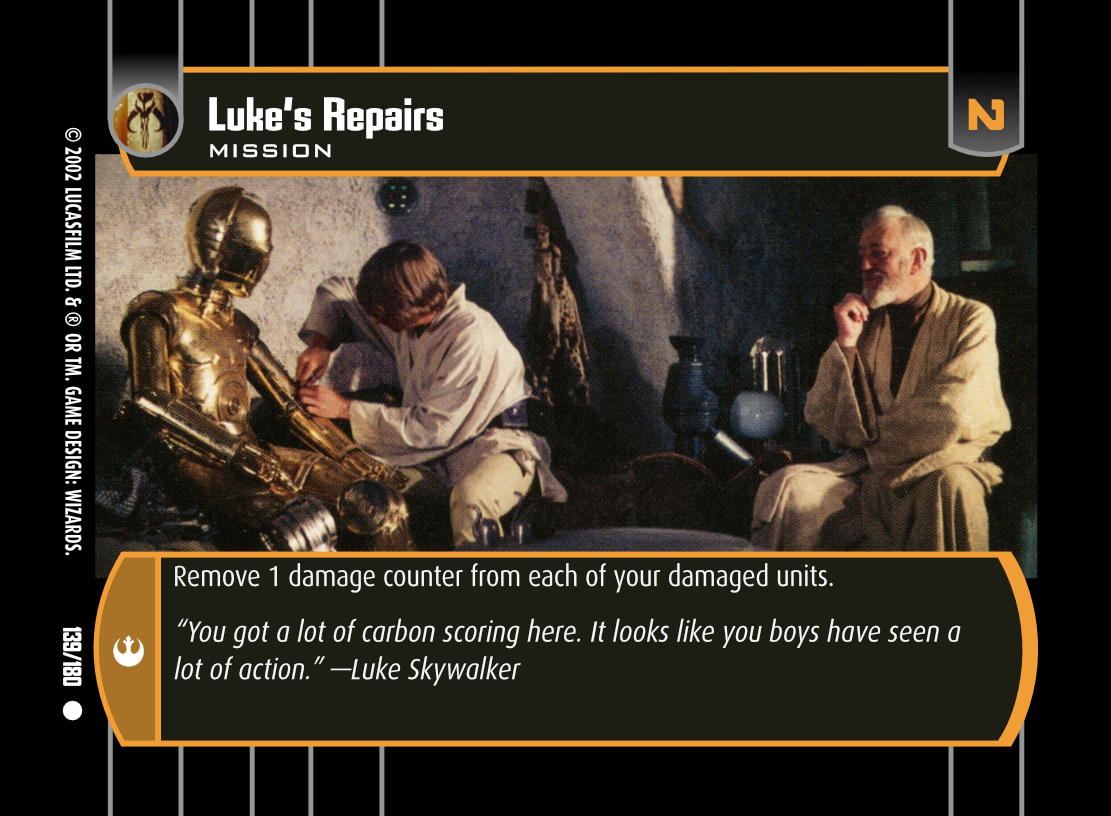 Luke's Repairs
MISSION
2
Remove 1 damage counter from each of your damaged units.
“You got a lot of carbon scoring here. It looks like you boys have seen a
lot of action.” —Luke Skywalker
© 2002 LUCASFILM LTD. & ® OR TM. GAME DESIGN: WIZARDS.
139/180